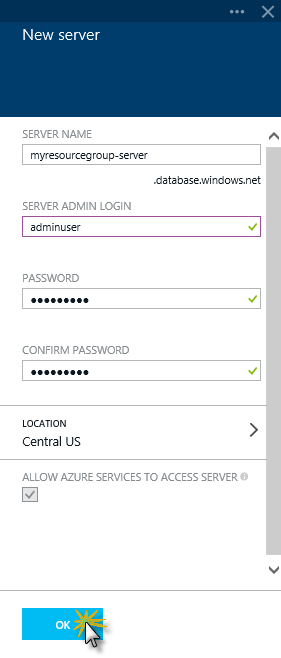 New server
SERVER NAME
myresourcegroup-server
.database.windows.net
SERVER ADMIN LOGIN
adminuser
PASSWORD
●●●●●●●●●
CONFIRM PASSWORD
●●●●●●●●●
LOCATION
Central US
ALLOW AZURE SERVICES TO ACCESS SERVER
OK